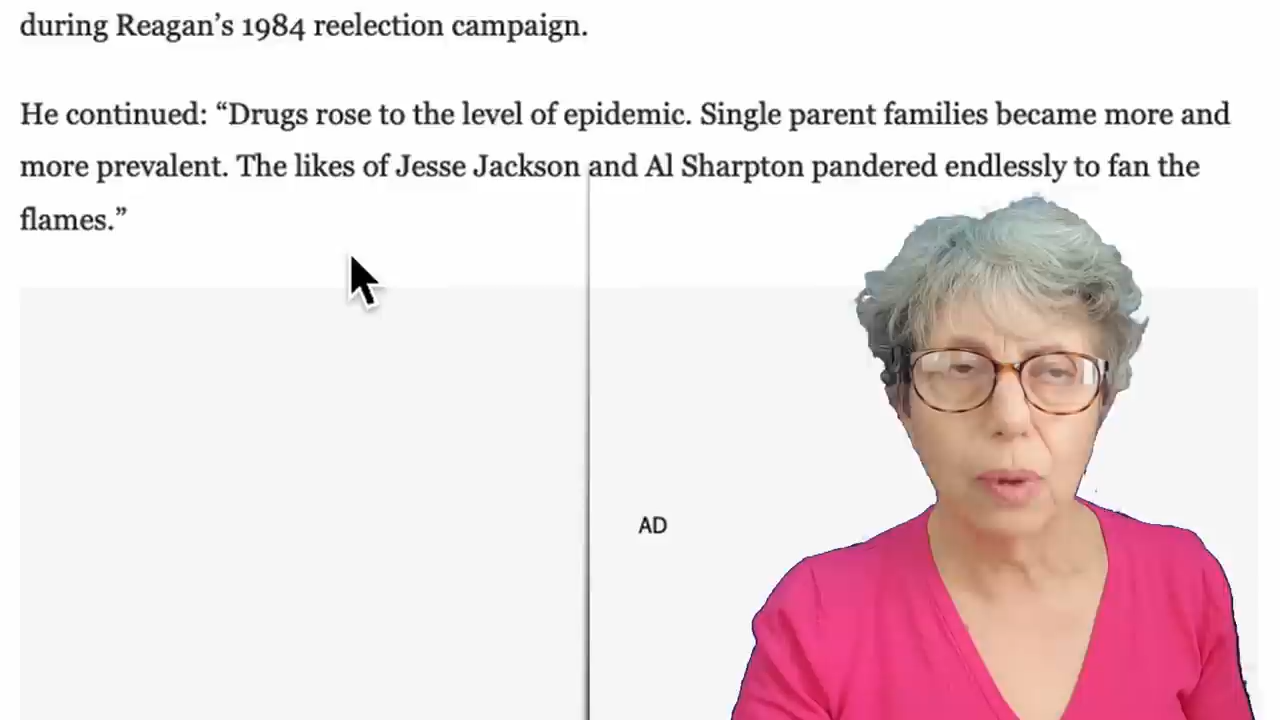 during Reagan’s 1984 reelection campaign.
He continued: “Drugs rose to the level of epidemic. Single parent families became more and
more prevalent. The likes of Jesse Jackson and Al Sharpton pandered endlessly to fan the
flames.”
AD